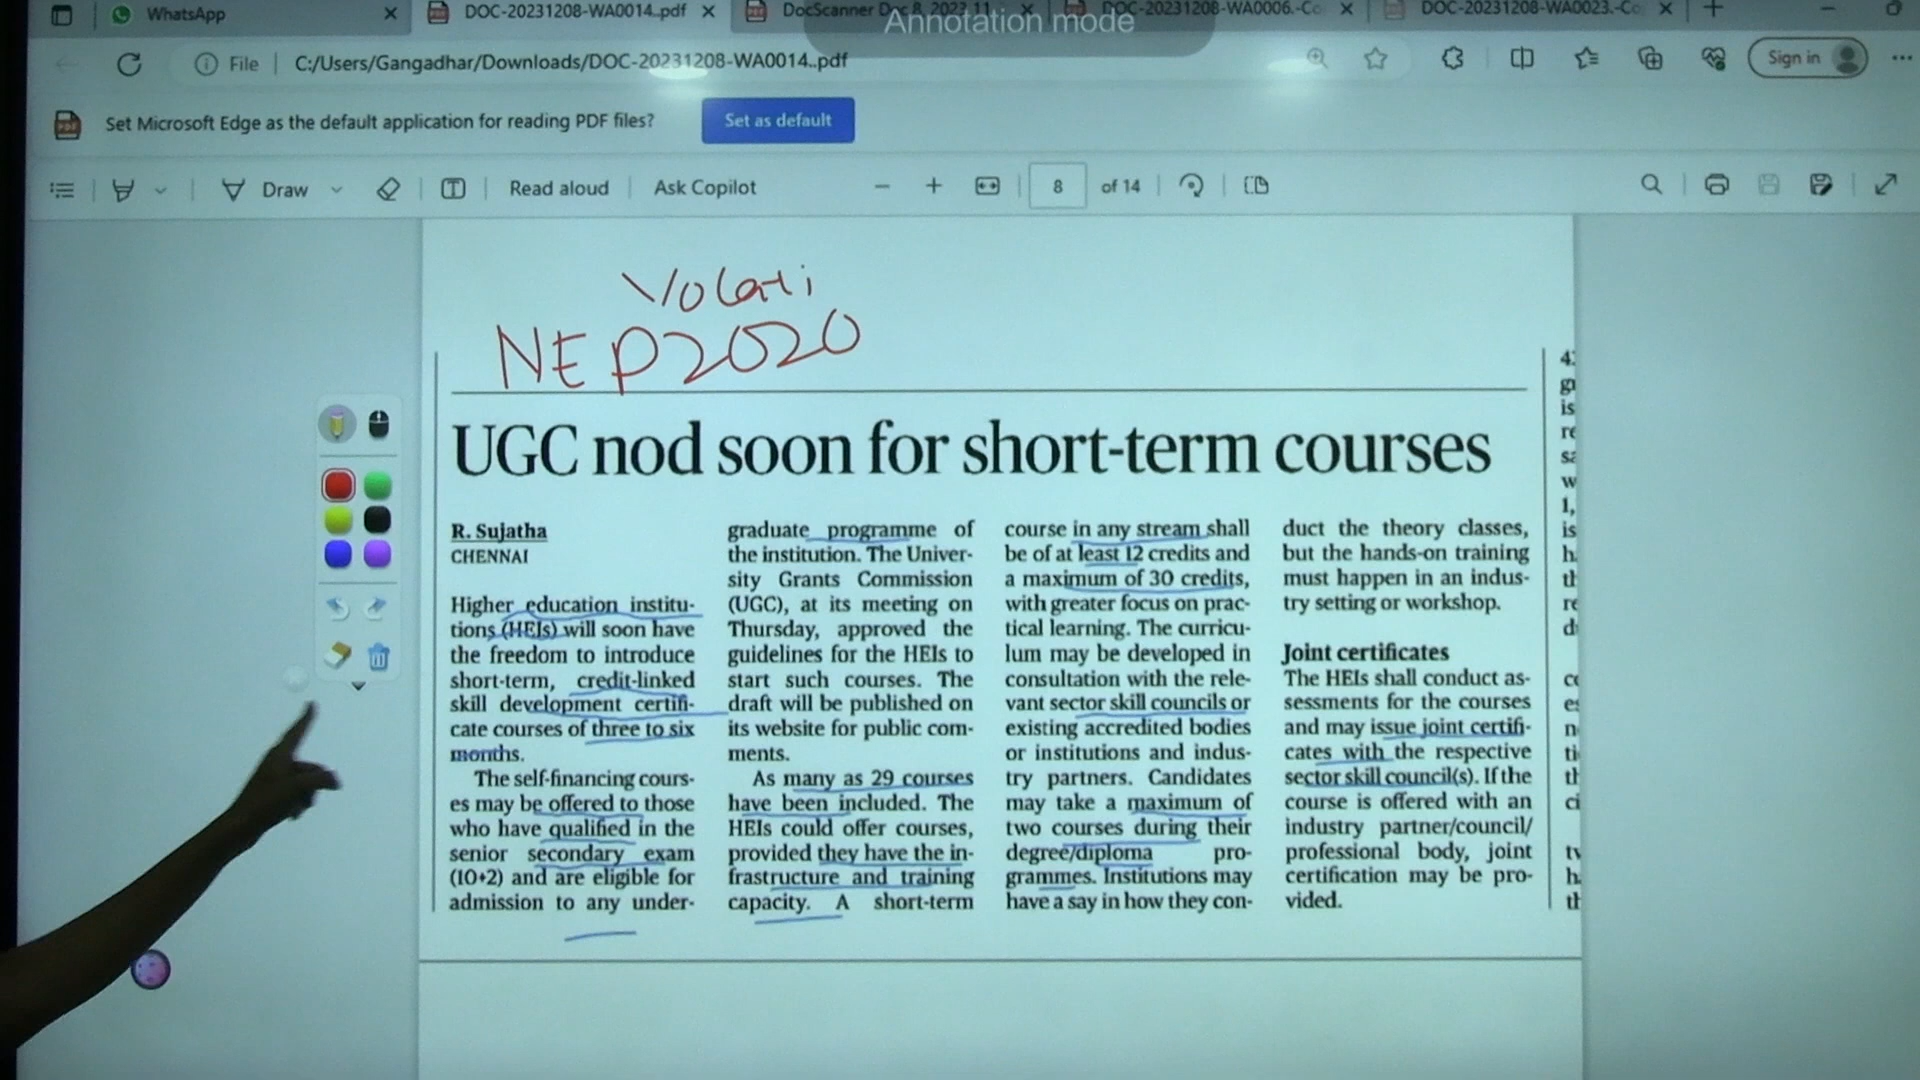 WhatsApp
DOC-20231208-WA0014..pdf
DocScanner Dec 8, 2023 11
DOC-20231208-WA0006.-Co
DOC-20231208-WA0023.-Co
Annotation mode
File
C:/Users/Gangadhar/Downloads/DOC-20231208-WA0014..pdf
Sign in
PDF
Set Microsoft Edge as the default application for reading PDF files?
Set as default
Draw
Read aloud
Ask Copilot
8
of 14
NEP2020
UGC nod soon for short-term courses
R. Sujatha
CHENNAI
Higher education institu-
tions (HEIs) will soon have
the freedom to introduce
short-term, credit-linked
skill development certifi-
cate courses of three to six
months.
The self-financing cours-
es may be offered to those
who have qualified in the
senior secondary exam
(10+2) and are eligible for
admission to any under-
graduate programme of
the institution. The Univer-
sity Grants Commission
(UGC), at its meeting on
Thursday, approved the
guidelines for the HEIs to
start such courses. The
draft will be published on
its website for public com-
ments.
As many as 29 courses
have been included. The
HEIs could offer courses,
provided they have the in-
frastructure and training
capacity. A short-term
course in any stream shall
be of at least 12 credits and
a maximum of 30 credits,
with greater focus on prac-
tical learning. The curricu-
lum may be developed in
consultation with the rele-
vant sector skill councils or
existing accredited bodies
or institutions and indus-
try partners. Candidates
may take a maximum of
two courses during their
degree/diploma pro-
grammes. Institutions may
have a say in how they con-
duct the theory classes,
but the hands-on training
must happen in an indus-
try setting or workshop.
Joint certificates
The HEIs shall conduct as-
sessments for the courses
and may issue joint certifi-
cates with the respective
sector skill council(s). If the
course is offered with an
industry partner/council/
professional body, joint
certification may be pro-
vided.